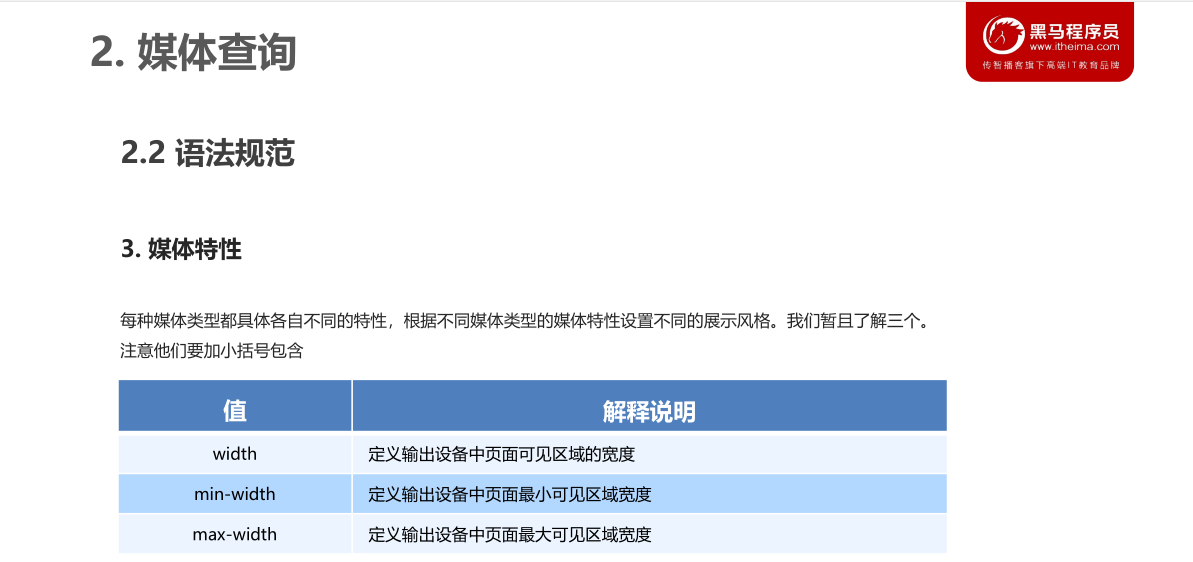 2. 媒体查询
黑马程序员
www.itheima.com
传智播客旗下高端IT教育品牌
2.2 语法规范
3. 媒体特性
每种媒体类型都具体各自不同的特性，根据不同媒体类型的媒体特性设置不同的展示风格。我们暂且了解三个。
注意他们要加小括号包含
值 解释说明
width 定义输出设备中页面可见区域的宽度
min-width 定义输出设备中页面最小可见区域宽度
max-width 定义输出设备中页面最大可见区域宽度